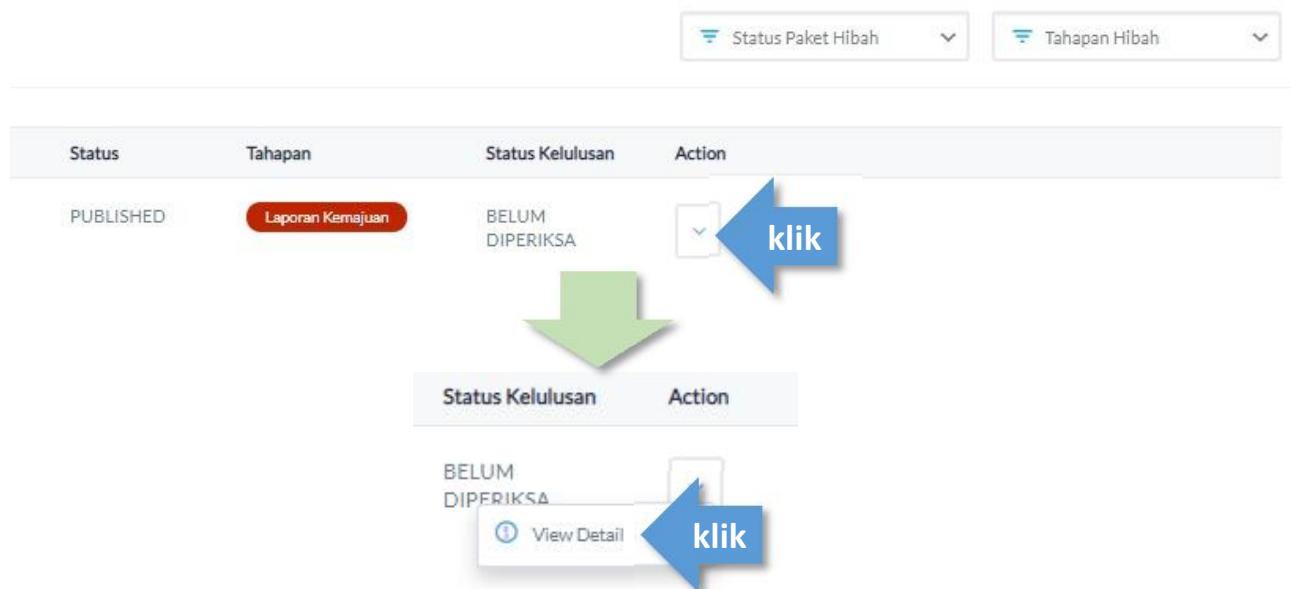 Status Paket Hibah Tahapan Hibah
Status Tahapan Status Kelulusan Action
PUBLISHED Laporan Kemajuan BELUM
DIPERIKSA
klik
Status Kelulusan Action
BELUM
DIPERIKSA
View Detail klik